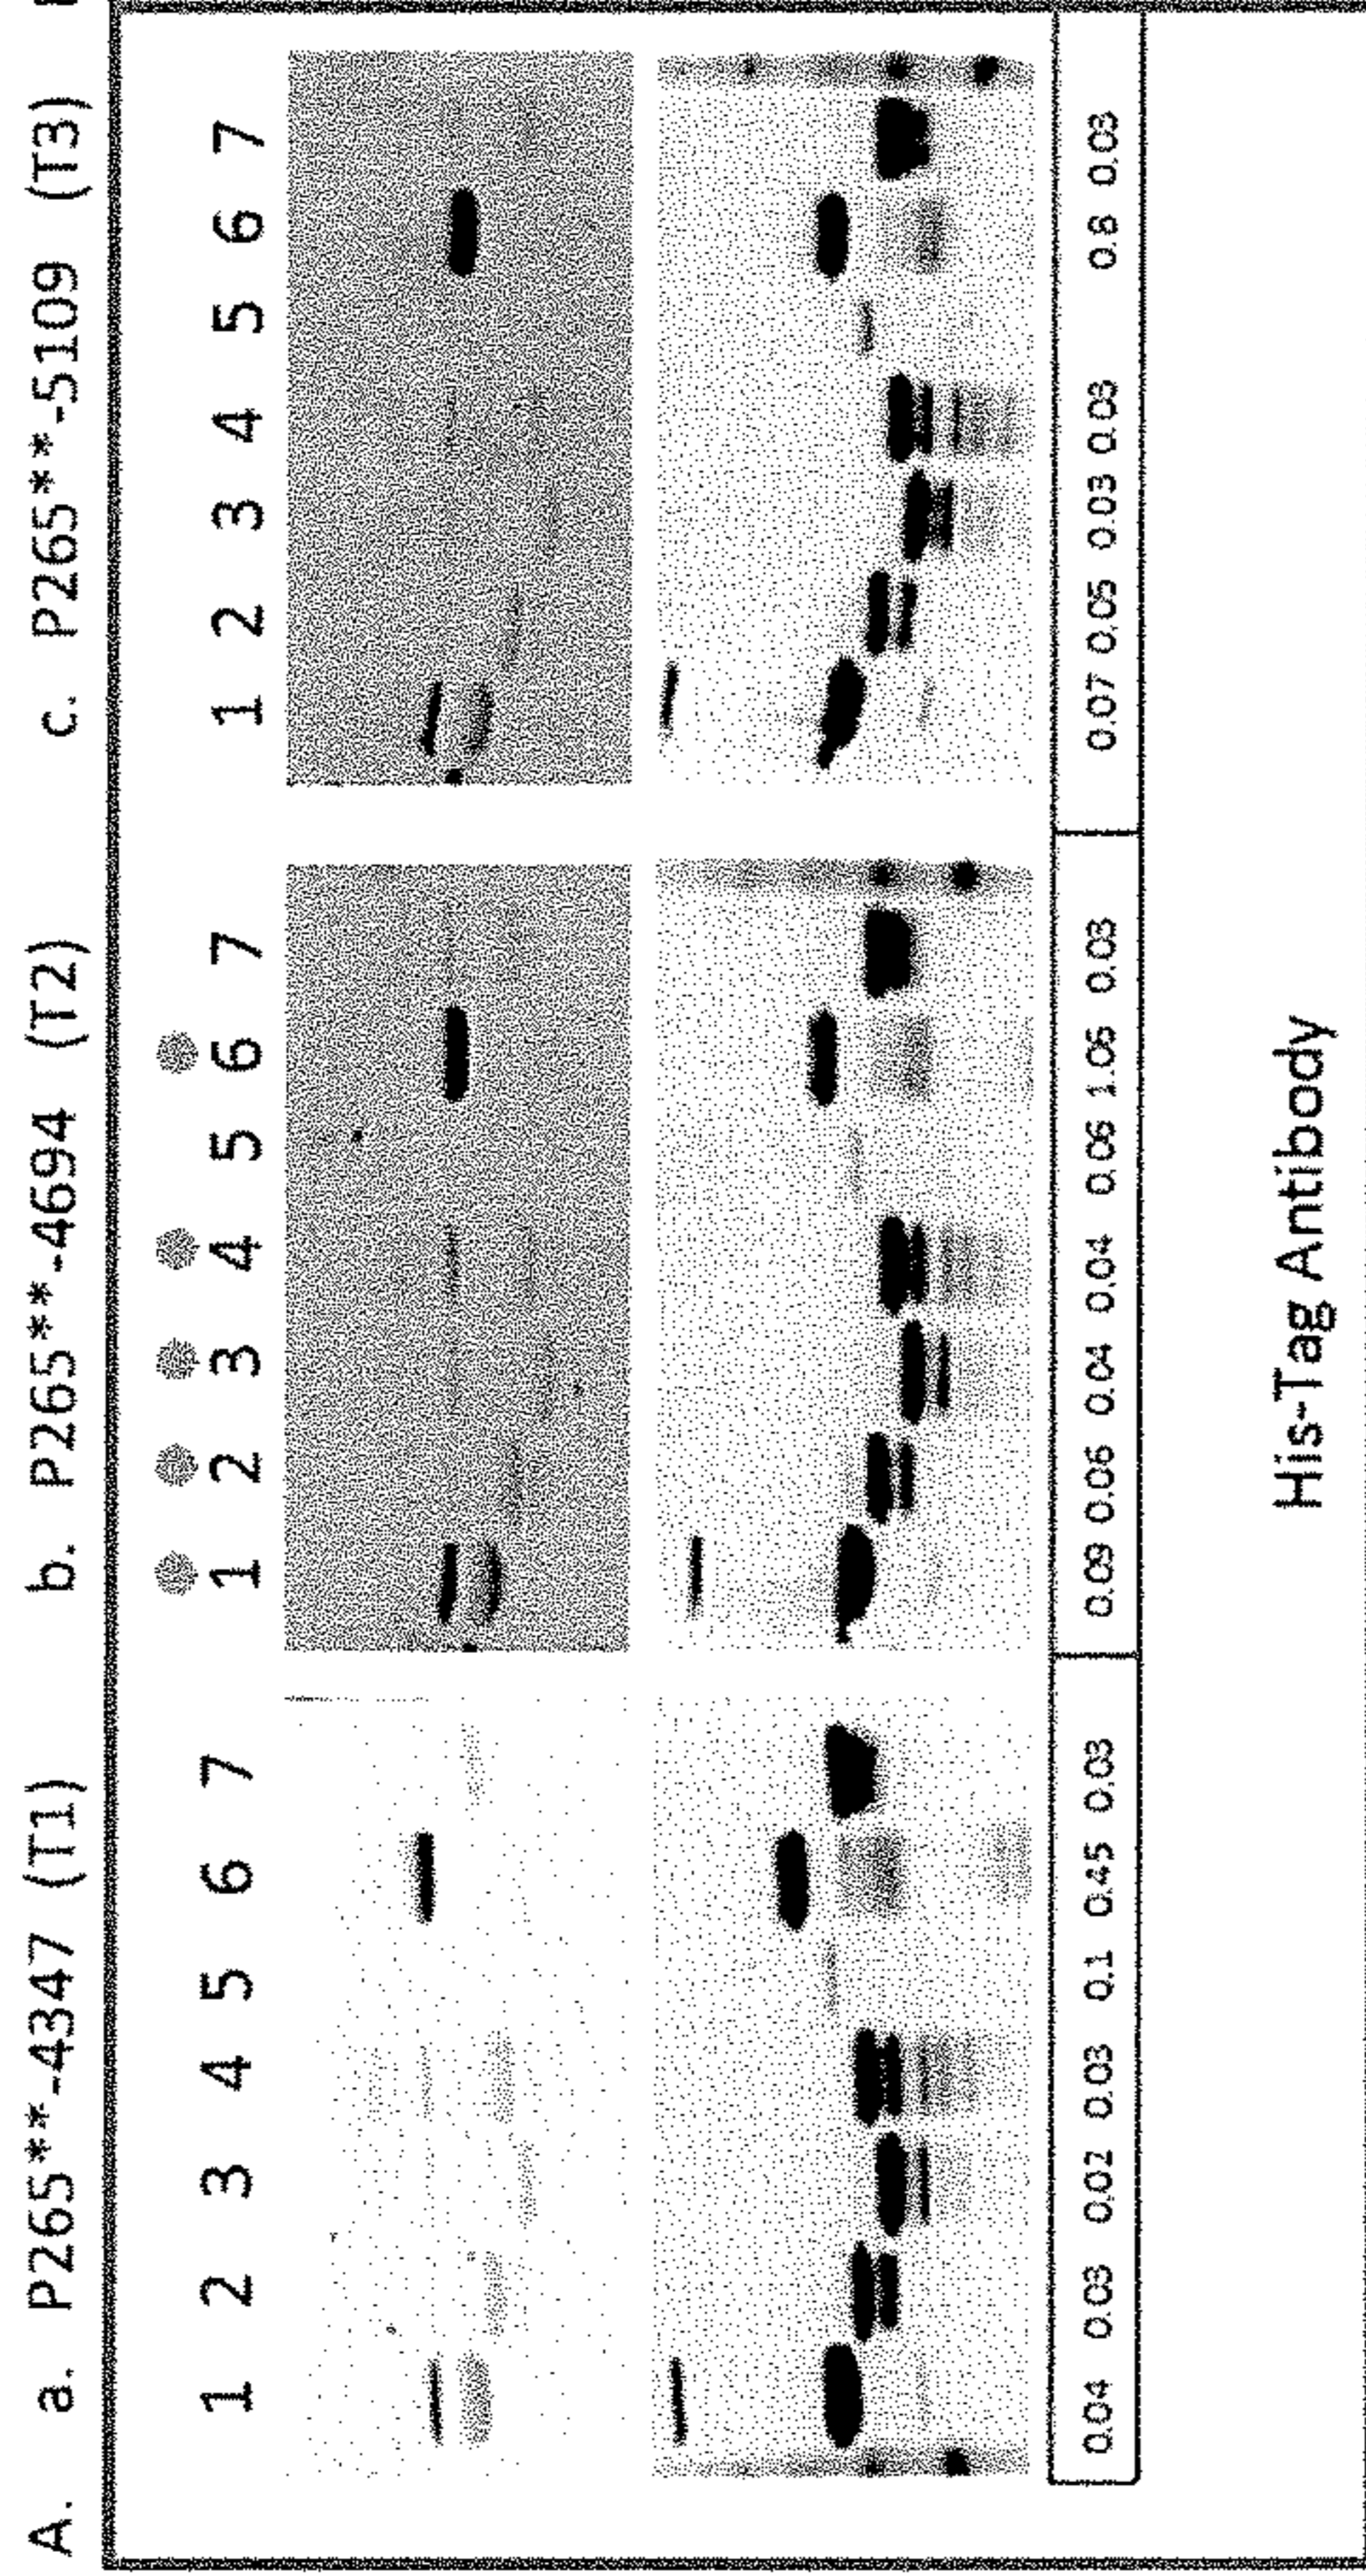 A. a. P265**-4347 (T1) b. P265**-4694 (T2) c. P265**-5109 (T3)
1 2 3 4 5 6 7 1 2 3 4 5 6 7 1 2 3 4 5 6 7
0.04 0.03 0.02 0.03 0.1 0.45 0.03 0.09 0.06 0.04 0.04 0.06 1.06 0.03 0.07 0.05 0.03 0.03 0.8 0.03
His-Tag Antibody